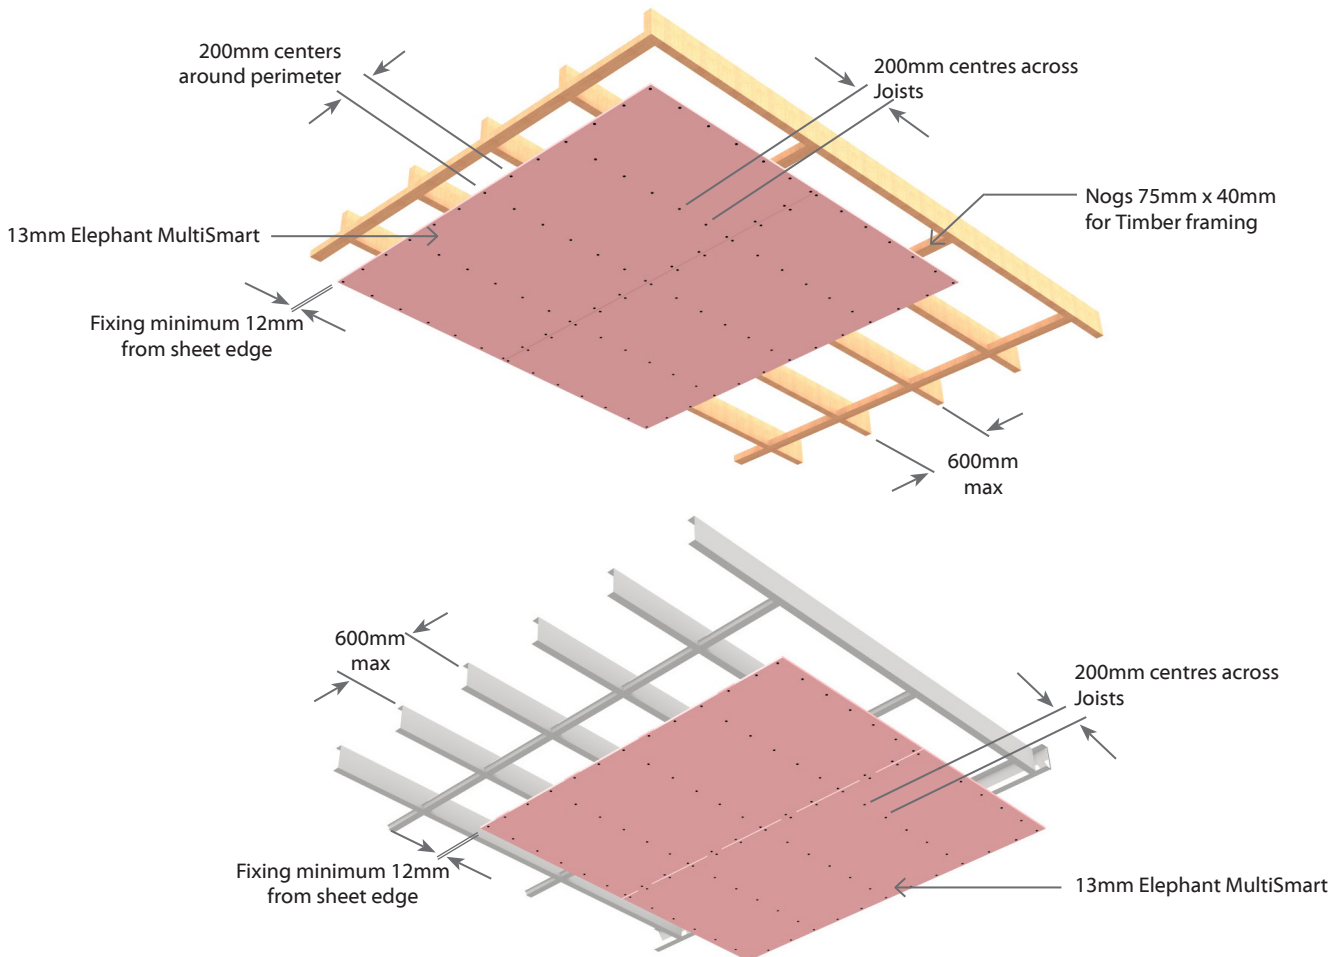 200mm centers
around perimeter
200mm centres across
Joists
Nogs 75mm x 40mm
for Timber framing
13mm Elephant MultiSmart
Fixing minimum 12mm
from sheet edge
600mm
max
600mm
max
200mm centres across
Joists
Fixing minimum 12mm
from sheet edge
13mm Elephant MultiSmart